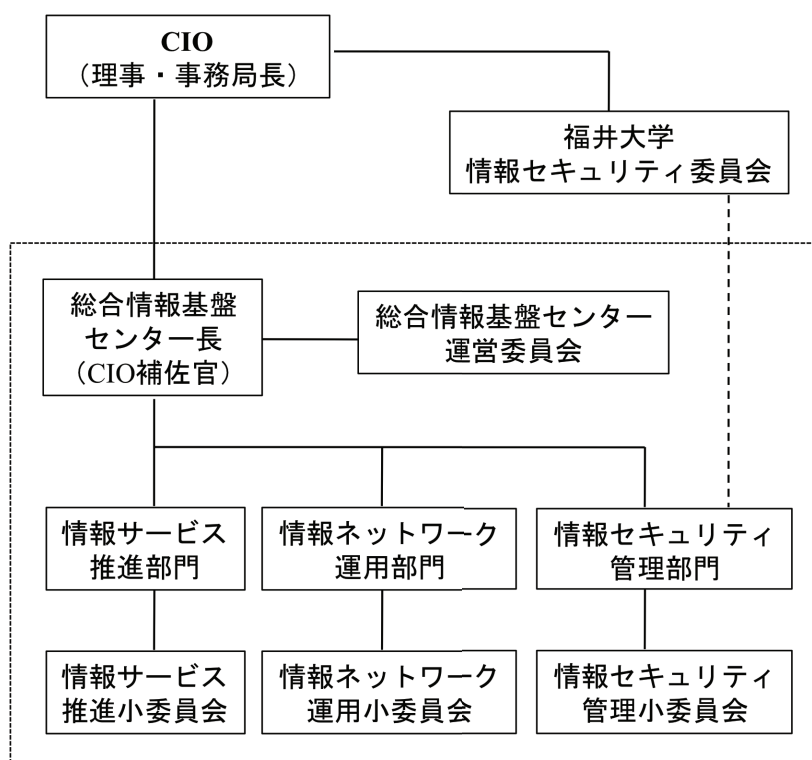 CIO
（理事・事務局長）
福井大学
情報セキュリティ委員会
総合情報基盤
センター長
（CIO補佐官）
総合情報基盤センター
運営委員会
情報サービス
推進部門
情報ネットワーク
運用部門
情報セキュリティ
管理部門
情報サービス
推進小委員会
情報ネットワーク
運用小委員会
情報セキュリティ
管理小委員会